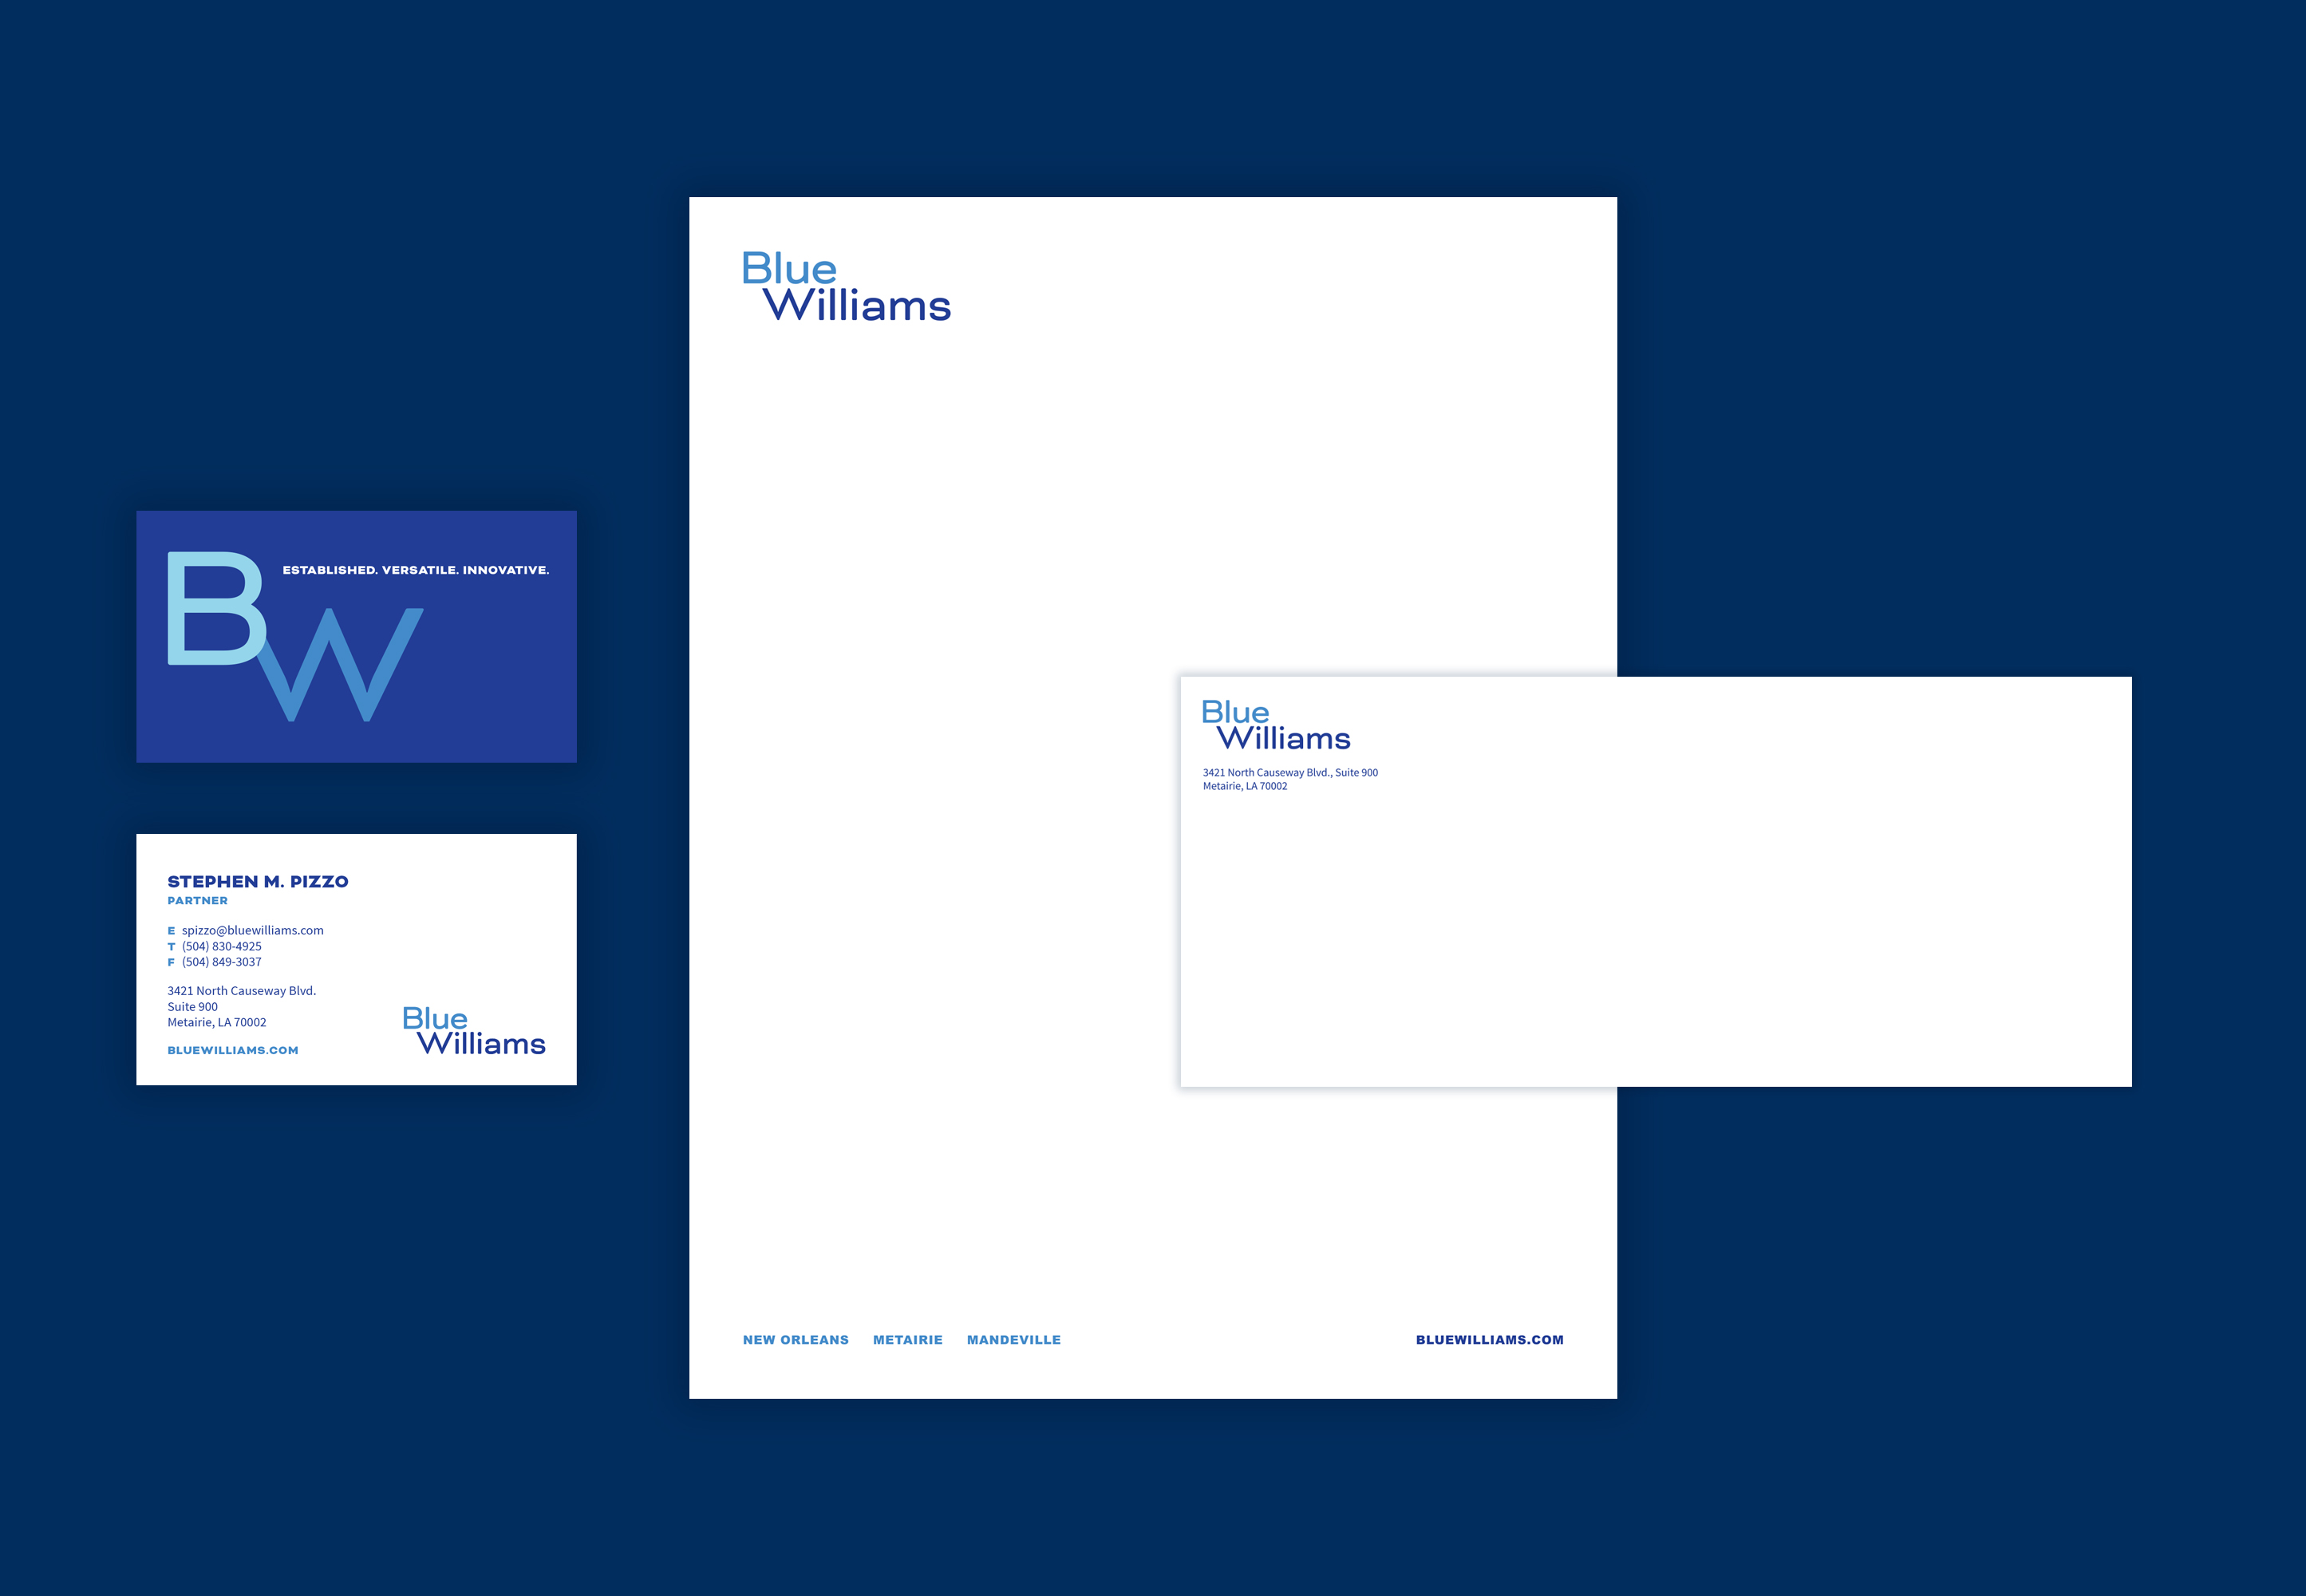 BW
ESTABLISHED. VERSATILE. INNOVATIVE.
STEPHEN M. PIZZO
PARTNER
E spizzo@bluewilliams.com
T (504) 830-4925
F (504) 849-3037
3421 North Causeway Blvd.
Suite 900
Metairie, LA 70002
BLUEWILLIAMS.COM
Blue
Williams
Blue
Williams
NEW ORLEANS METAIRIE MANDEVILLE
BLUEWILLIAMS.COM
Blue
Williams
3421 North Causeway Blvd., Suite 900
Metairie, LA 70002